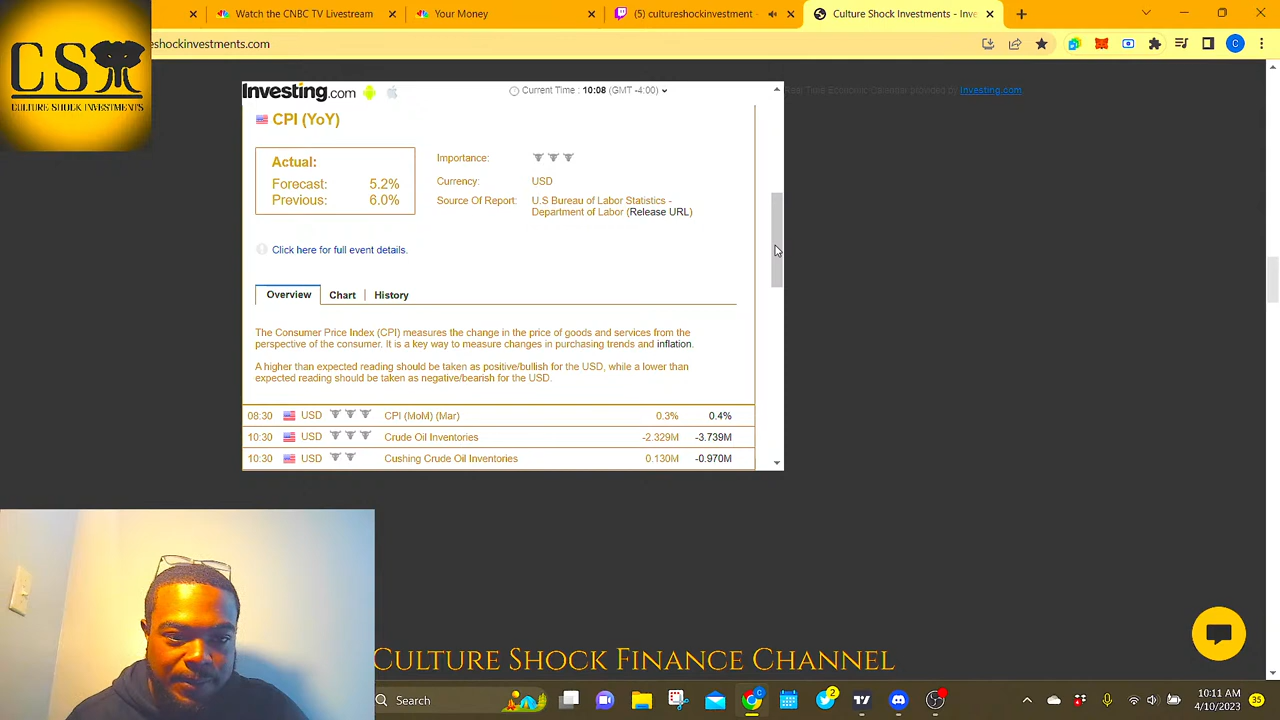 Watch the CNBC TV Livestream
Your Money
(5) cultureshockinvestment -
Culture Shock Investments - Inve
CS
CULTURE SHOCK INVESTMENTS
eshockinvestments.com
C
Investing.com
Current Time : 10:08 (GMT -4:00)
Real Time Economic Calendar provided by Investing.com.
CPI (YoY)
Actual:
Forecast: 5.2%
Previous: 6.0%
Importance:
Currency: USD
Source Of Report: U.S Bureau of Labor Statistics -
Department of Labor (Release URL)
Click here for full event details.
Overview Chart | History
The Consumer Price Index (CPI) measures the change in the price of goods and services from the
perspective of the consumer. It is a key way to measure changes in purchasing trends and inflation.
A higher than expected reading should be taken as positive/bullish for the USD, while a lower than
expected reading should be taken as negative/bearish for the USD.
08:30 USD CPI (MoM) (Mar) 0.3% 0.4%
10:30 USD Crude Oil Inventories -2.329M -3.739M
10:30 USD Cushing Crude Oil Inventories 0.130M -0.970M
CULTURE SHOCK FINANCE CHANNEL
Search
C
2
10:11 AM
4/10/2023
35